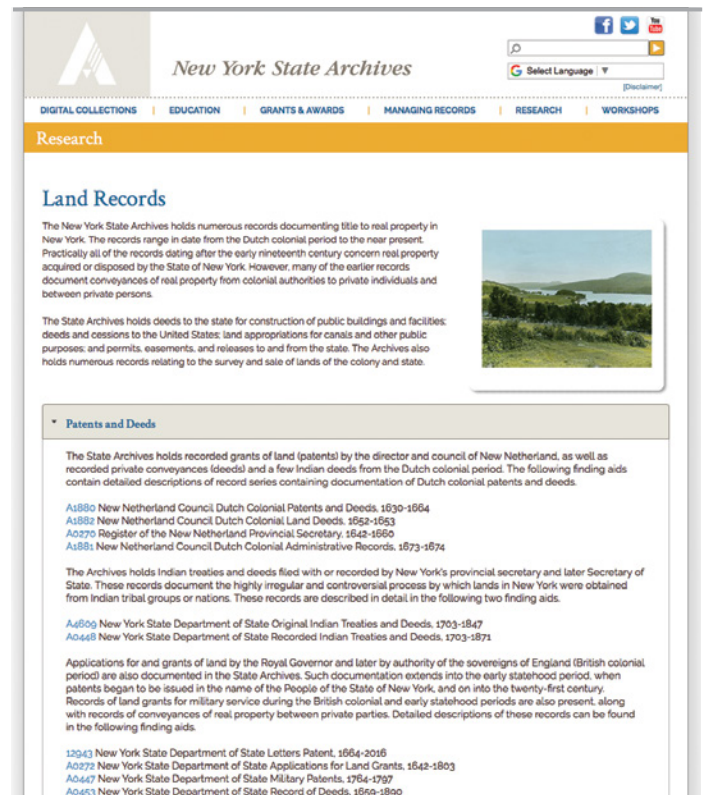 You
Tube
New York State Archives
Select Language ▼
[Disclaimer]
DIGITAL COLLECTIONS | EDUCATION | GRANTS & AWARDS | MANAGING RECORDS | RESEARCH | WORKSHOPS
Research
Land Records
The New York State Archives holds numerous records documenting title to real property in
New York. The records range in date from the Dutch colonial period to the near present.
Practically all of the records dating after the early nineteenth century concern real property
acquired or disposed by the State of New York. However, many of the earlier records
document conveyances of real property from colonial authorities to private individuals and
between private persons.
The State Archives holds deeds to the state for construction of public buildings and facilities;
deeds and cessions to the United States; land appropriations for canals and other public
purposes; and permits, easements, and releases to and from the state. The Archives also
holds numerous records relating to the survey and sale of lands of the colony and state.
Patents and Deeds
The State Archives holds recorded grants of land (patents) by the director and council of New Netherland, as well as
recorded private conveyances (deeds) and a few Indian deeds from the Dutch colonial period. The following finding aids
contain detailed descriptions of record series containing documentation of Dutch colonial patents and deeds.
A1880 New Netherland Council Dutch Colonial Patents and Deeds, 1630-1664
A1882 New Netherland Council Dutch Colonial Land Deeds, 1652-1653
A0270 Register of the New Netherland Provincial Secretary, 1642-1660
A1881 New Netherland Council Dutch Colonial Administrative Records, 1673-1674
The Archives holds Indian treaties and deeds filed with or recorded by New York's provincial secretary and later Secretary of
State. These records document the highly irregular and controversial process by which lands in New York were obtained
from Indian tribal groups or nations. These records are described in detail in the following two finding aids.
A4609 New York State Department of State Original Indian Treaties and Deeds, 1703-1847
A0448 New York State Department of State Recorded Indian Treaties and Deeds, 1703-1871
Applications for and grants of land by the Royal Governor and later by authority of the sovereigns of England (British colonial
period) are also documented in the State Archives. Such documentation extends into the early statehood period, when
patents began to be issued in the name of the People of the State of New York, and on into the twenty-first century.
Records of land grants for military service during the British colonial and early statehood periods are also present, along
with records of conveyances of real property between private parties. Detailed descriptions of these records can be found
in the following finding aids.
12943 New York State Department of State Letters Patent, 1664-2016
A0272 New York State Department of State Applications for Land Grants, 1642-1803
A0447 New York State Department of State Military Patents, 1764-1797
A0453 New York State Department of State Record of Deeds, 1659-1890